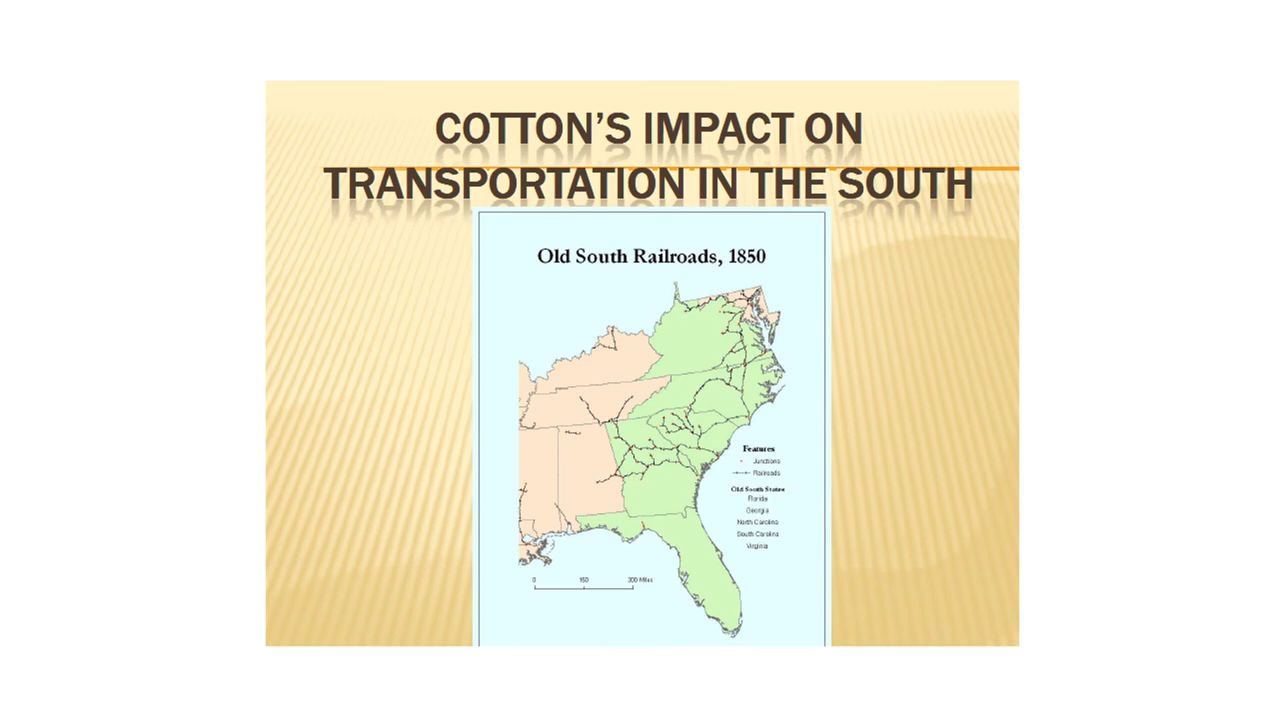 COTTON’S IMPACT ON
TRANSPORTATION IN THE SOUTH
Old South Railroads, 1850
Features
Junctions
Railroads
Old South States
Florida
Georgia
North Carolina
South Carolina
Virginia
0 150 300 Miles